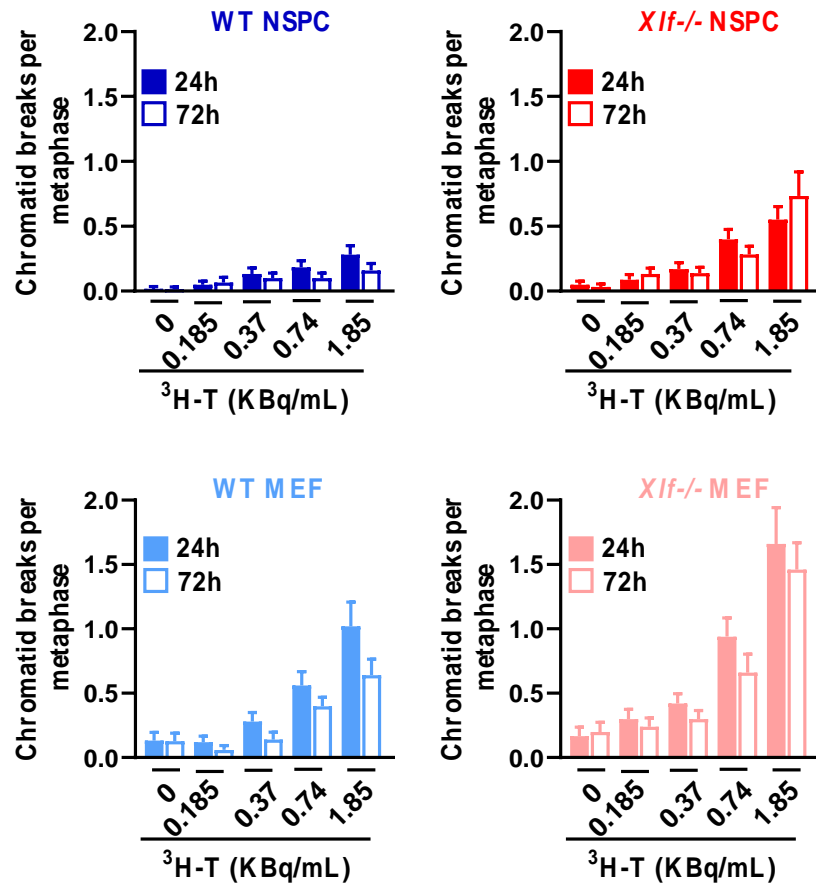 WT NSPC
Chromatid breaks per
metaphase
2.0
1.5
1.0
0.5
0.0
24h
72h
0
0.185
0.37
0.74
1.85
³H-T (KBq/mL)
Xlf-/- NSPC
Chromatid breaks per
metaphase
2.0
1.5
1.0
0.5
0.0
24h
72h
0
0.185
0.37
0.74
1.85
³H-T (KBq/mL)
WT MEF
Chromatid breaks per
metaphase
2.0
1.5
1.0
0.5
0.0
24h
72h
0
0.185
0.37
0.74
1.85
³H-T (KBq/mL)
Xlf-/- MEF
Chromatid breaks per
metaphase
2.0
1.5
1.0
0.5
0.0
24h
72h
0
0.185
0.37
0.74
1.85
³H-T (KBq/mL)